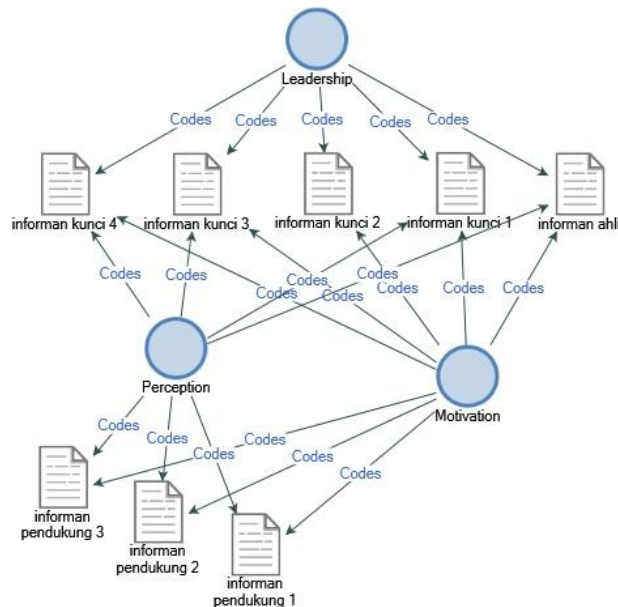 Leadership
Codes
Codes
Codes
Codes
Codes
informan kunci 4
informan kunci 3
informan kunci 2
informan kunci 1
informan ahli
Codes
Codes
Codes
Codes
Codes
Codes
Codes
Codes
Codes
Perception
Motivation
Codes
Codes
Codes
Codes
Codes
Codes
informan
pendukung 3
informan
pendukung 2
informan
pendukung 1